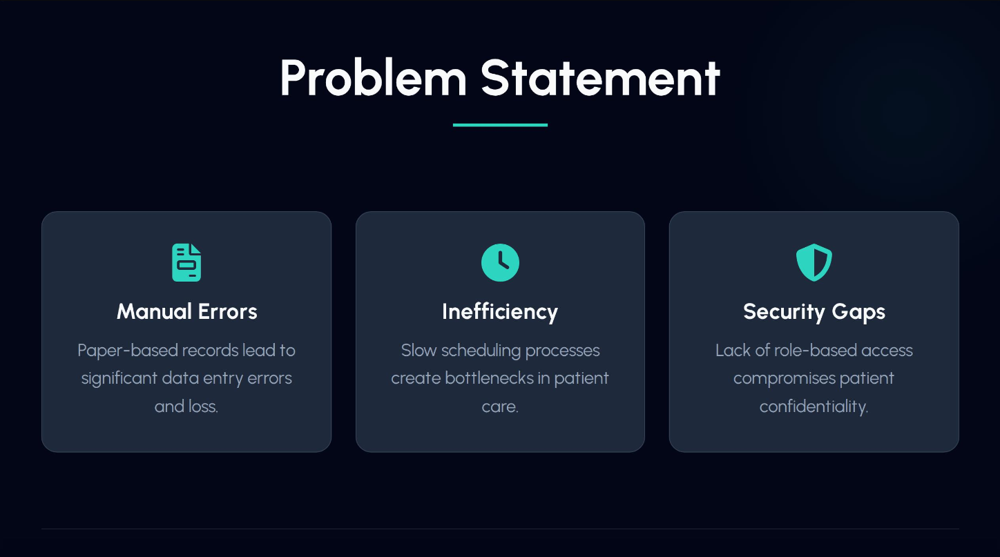 Problem Statement
Manual Errors
Paper-based records lead to
significant data entry errors
and loss.
Inefficiency
Slow scheduling processes
create bottlenecks in patient
care.
Security Gaps
Lack of role-based access
compromises patient
confidentiality.